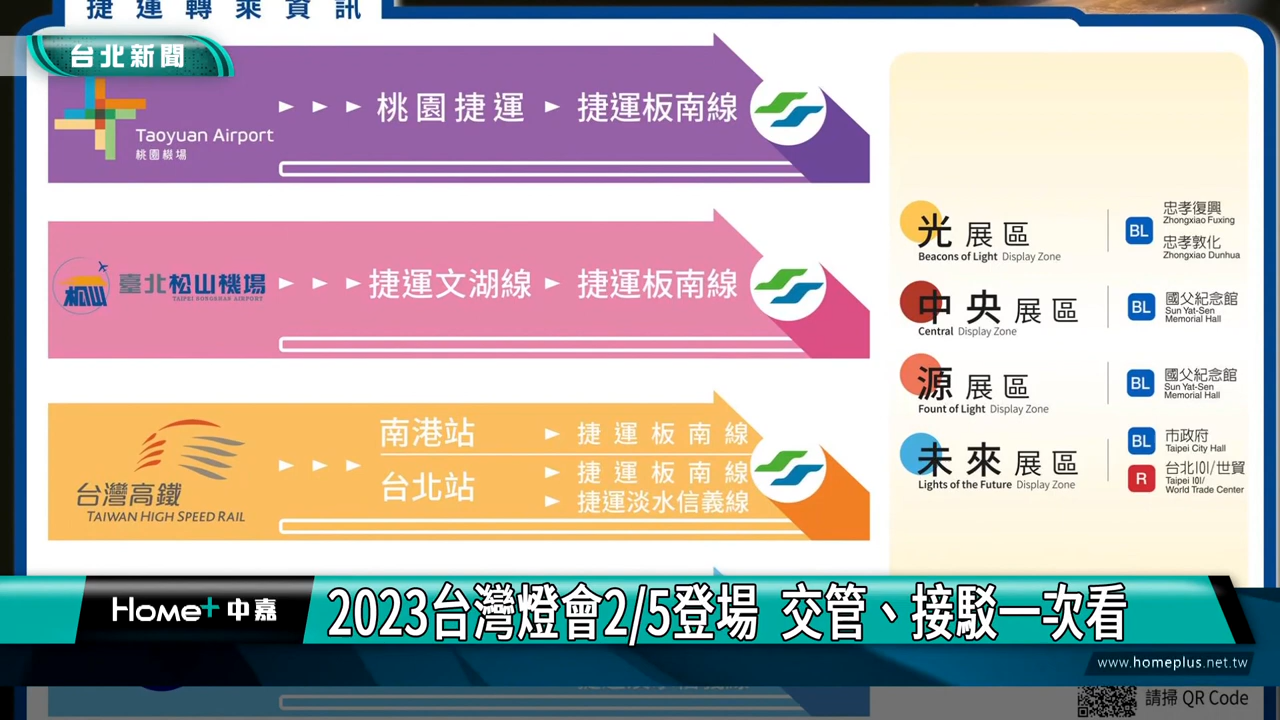 捷運轉乘資訊
台北新聞
Taoyuan Airport
桃園機場
桃園捷運
捷運板南線
臺北松山機場
TAIPEI SONGSHAN AIRPORT
捷運文湖線
捷運板南線
台灣高鐵
TAIWAN HIGH SPEED RAIL
南港站
捷運板南線
台北站
捷運板南線
捷運淡水信義線
光展區
Beacons of Light Display Zone
BL
忠孝復興
Zhongxiao Fuxing
忠孝敦化
Zhongxiao Dunhua
中央展區
Central Display Zone
BL
國父紀念館
Sun Yat-Sen
Memorial Hall
源展區
Fount of Light Display Zone
BL
國父紀念館
Sun Yat-Sen
Memorial Hall
未來展區
Lights of the Future Display Zone
BL
市政府
Taipei City Hall
R
台北101/世貿
Taipei 101/
World Trade Center
Home+ 中嘉
2023台灣燈會2/5登場 交管、接駁一次看
www.homeplus.net.tw
請掃 QR Code